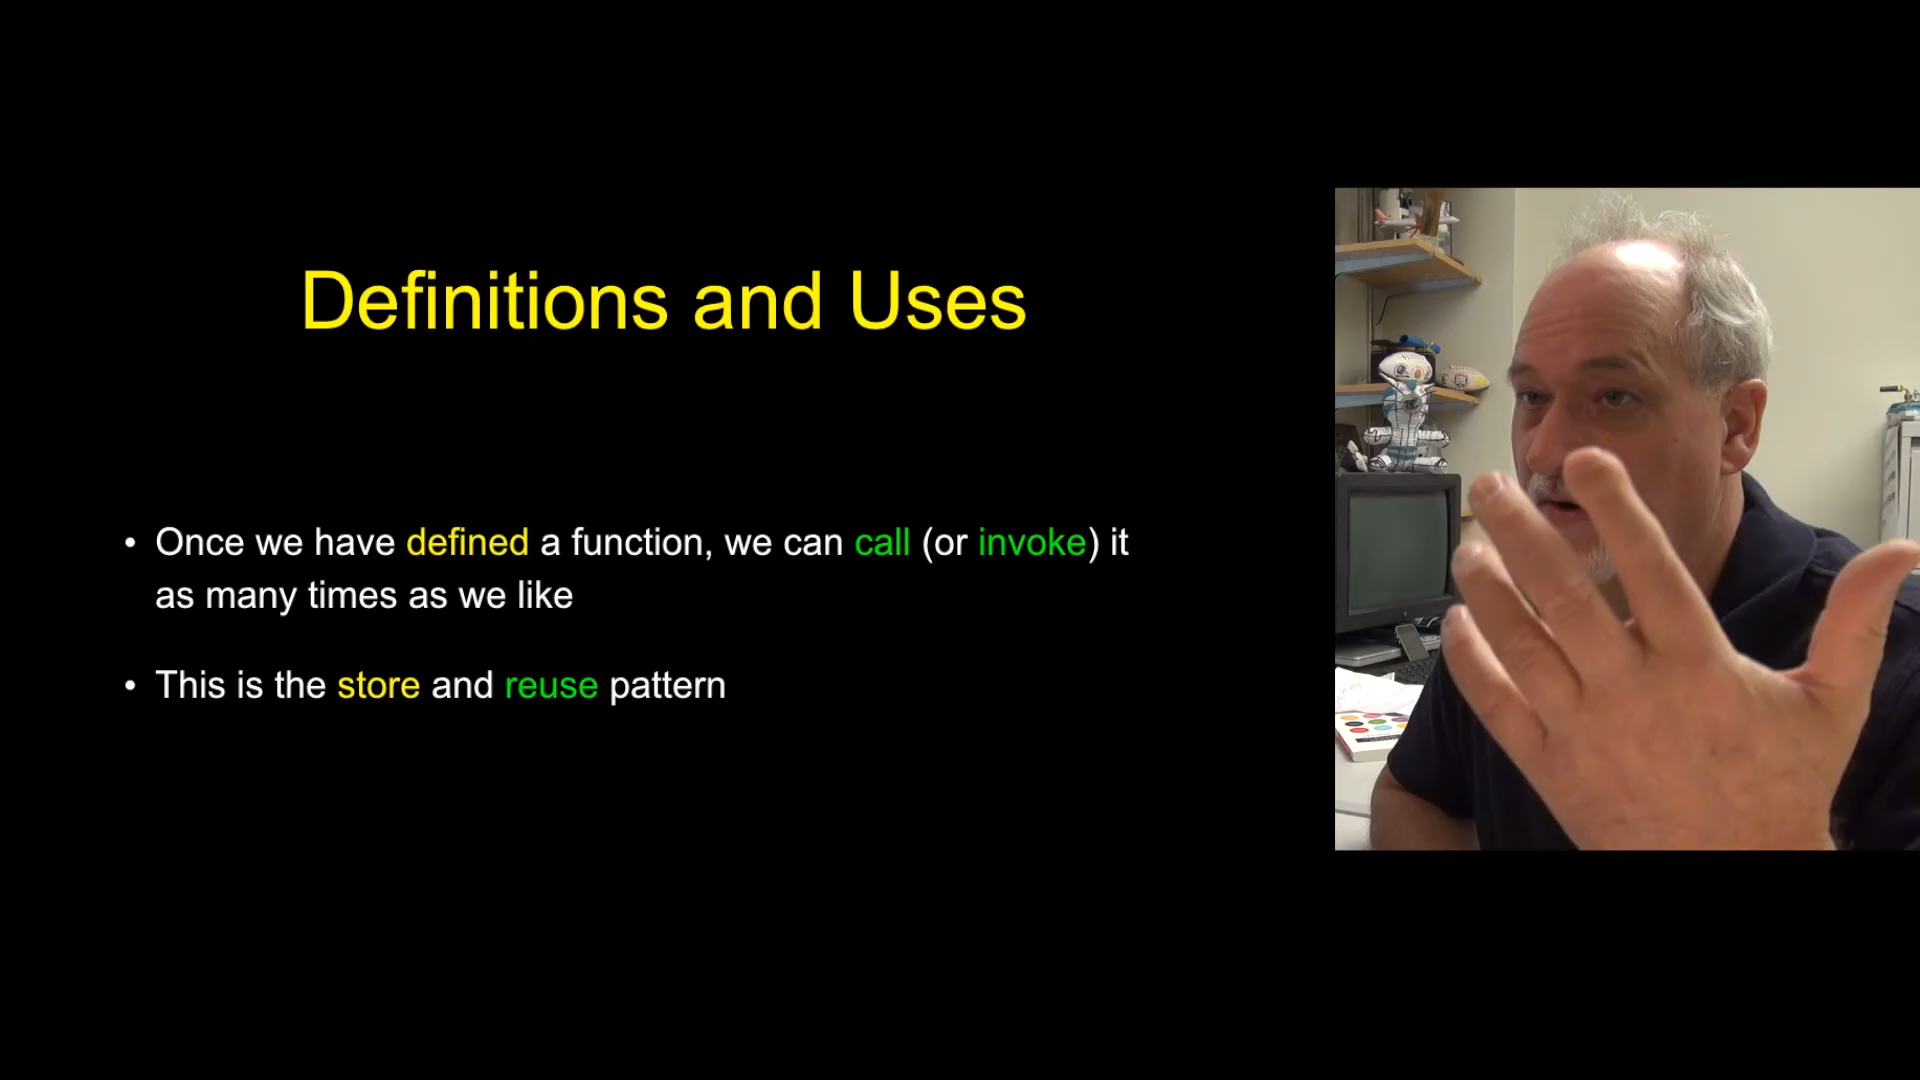 Definitions and Uses
• Once we have defined a function, we can call (or invoke) it
as many times as we like
• This is the store and reuse pattern